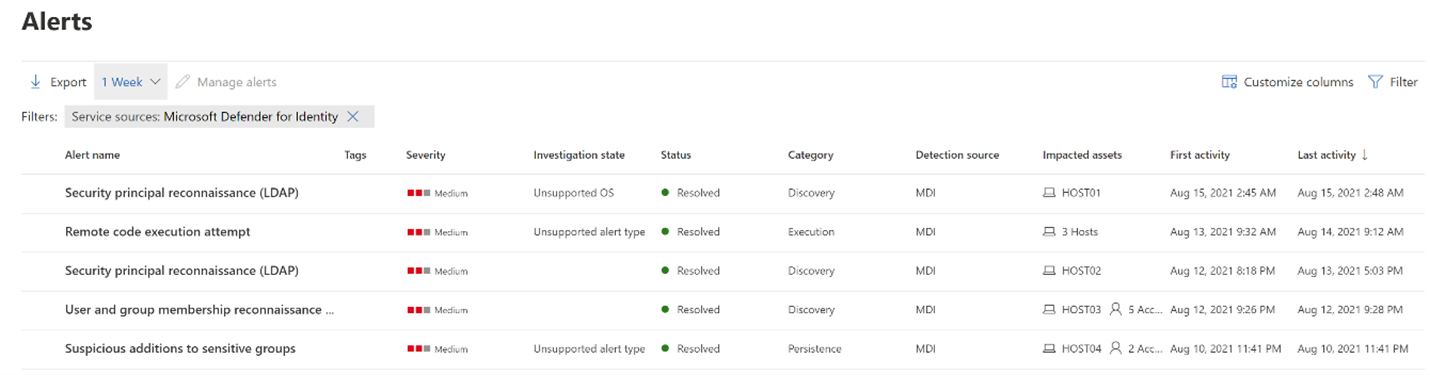 Alerts
Export 1 Week Manage alerts Customize columns Filter
Filters: Service sources: Microsoft Defender for Identity
Alert name Tags Severity Investigation state Status Category Detection source Impacted assets First activity Last activity ↓
Security principal reconnaissance (LDAP) Medium Unsupported OS Resolved Discovery MDI HOST01 Aug 15, 2021 2:45 AM Aug 15, 2021 2:48 AM
Remote code execution attempt Medium Unsupported alert type Resolved Execution MDI 3 Hosts Aug 13, 2021 9:32 AM Aug 14, 2021 9:12 AM
Security principal reconnaissance (LDAP) Medium Resolved Discovery MDI HOST02 Aug 12, 2021 8:18 PM Aug 13, 2021 5:03 PM
User and group membership reconnaissance ... Medium Resolved Discovery MDI HOST03 5 Acc... Aug 12, 2021 9:26 PM Aug 12, 2021 9:28 PM
Suspicious additions to sensitive groups Medium Unsupported alert type Resolved Persistence MDI HOST04 2 Acc... Aug 10, 2021 11:41 PM Aug 10, 2021 11:41 PM